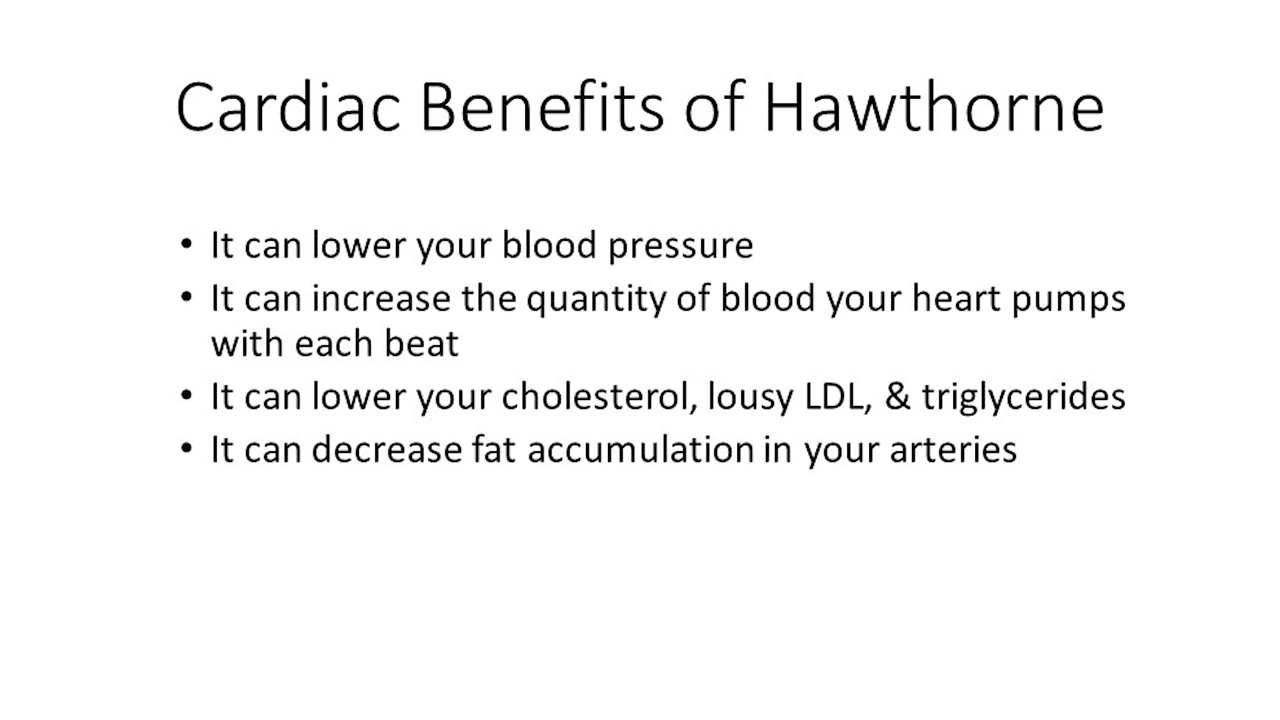 Cardiac Benefits of Hawthorne
• It can lower your blood pressure
• It can increase the quantity of blood your heart pumps
with each beat
• It can lower your cholesterol, lousy LDL, & triglycerides
• It can decrease fat accumulation in your arteries